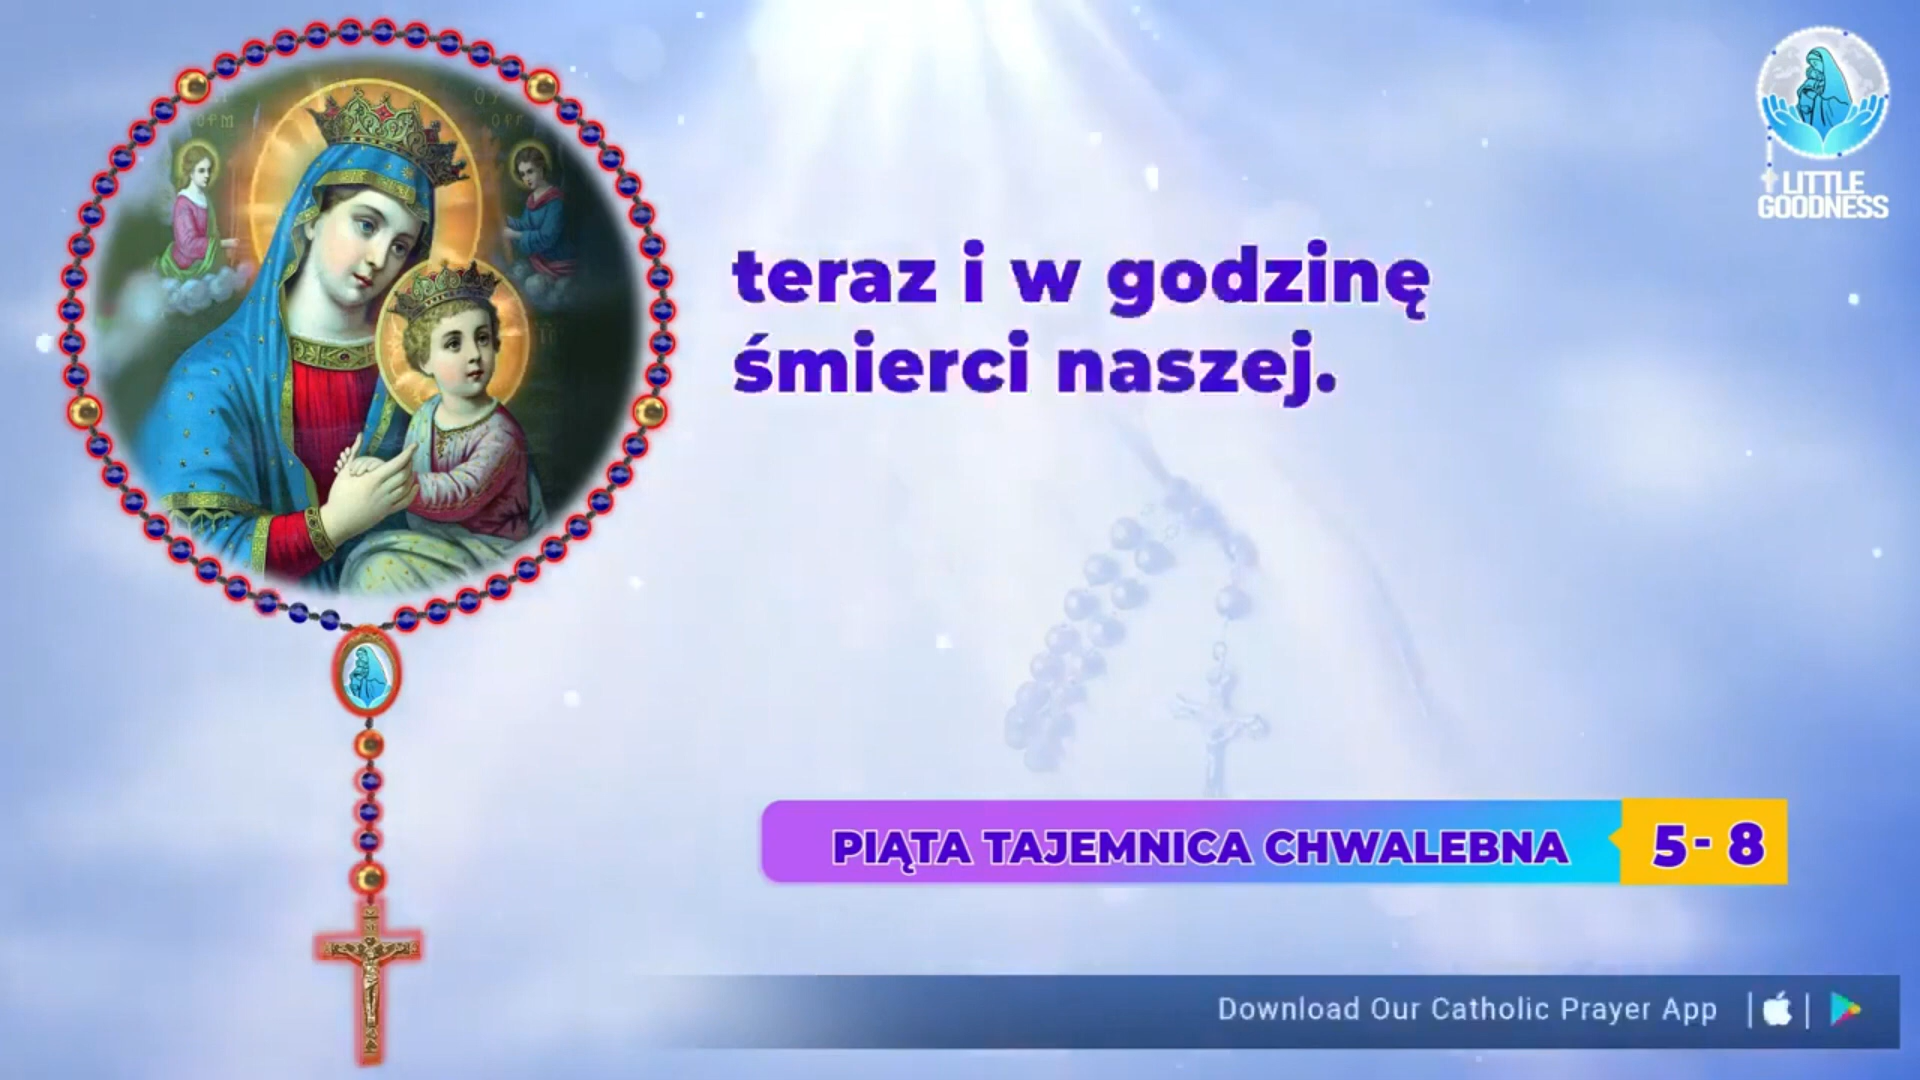 LITTLE
GOODNESS
teraz i w godzinę
śmierci naszej.
PIĄTA TAJEMNICA CHWALEBNA 5 - 8
Download Our Catholic Prayer App